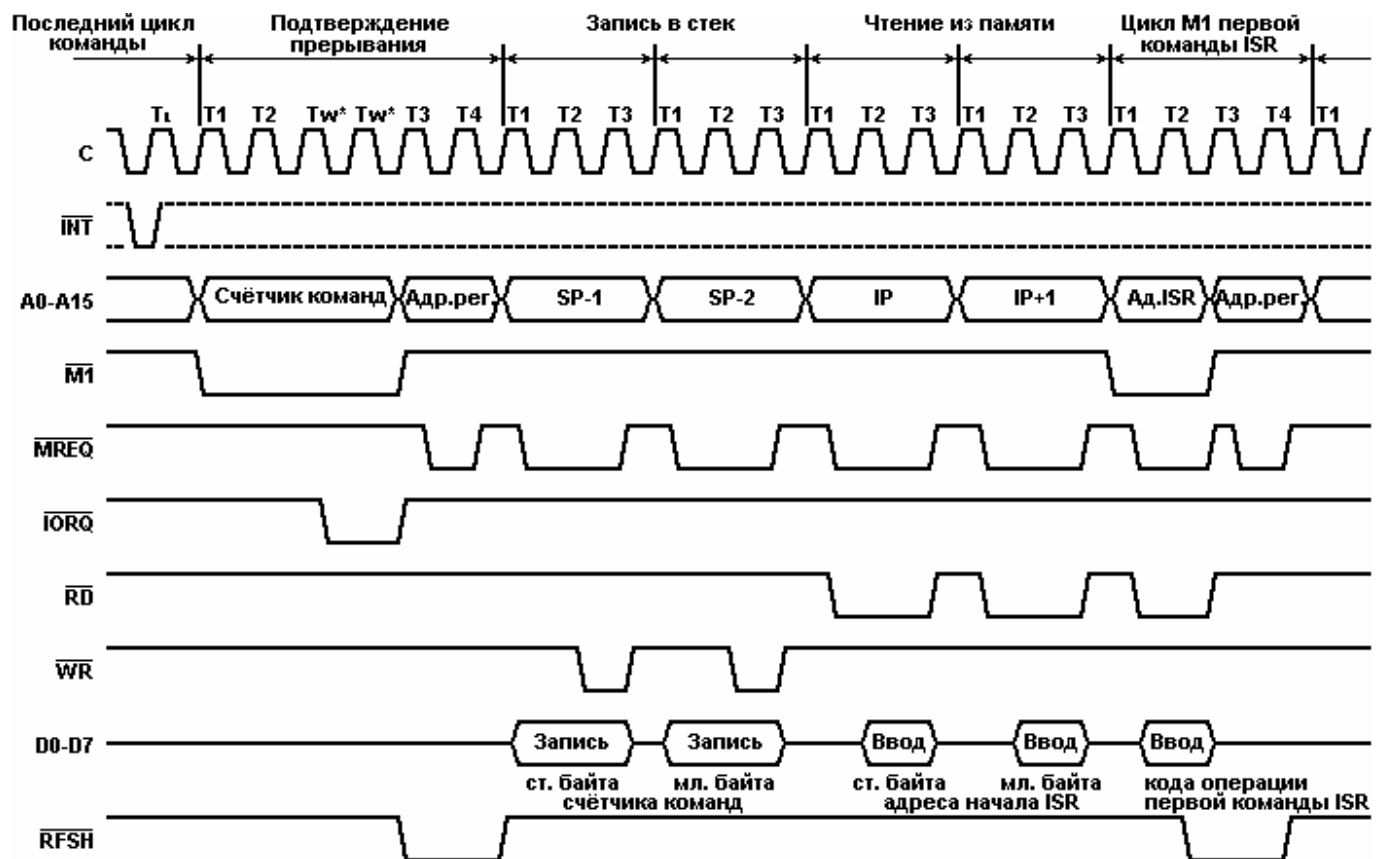 Последний цикл команды
Подтверждение прерывания
Запись в стек
Чтение из памяти
Цикл M1 первой команды ISR
TL T1 T2 Tw* Tw* T3 T4 T1 T2 T3 T1 T2 T3 T1 T2 T3 T1 T2 T3 T1 T2 T3 T4 T1
C
INT
A0-A15 Счётчик команд Адр.рег. SP-1 SP-2 IP IP+1 Ад.ISR Адр.рег.
M1
MREQ
IORQ
RD
WR
D0-D7 Запись Запись Ввод Ввод Ввод
ст. байта мл. байта
счётчика команд
ст. байта мл. байта
адреса начала ISR
кода операции
первой команды ISR
RFSH